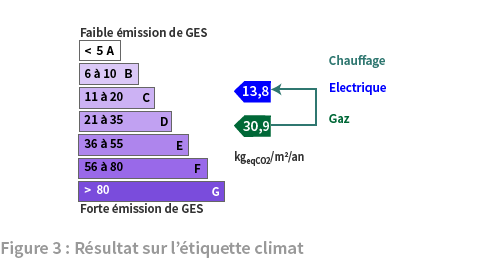 Faible émission de GES
< 5 A
6 à 10 B
11 à 20 C
21 à 35 D
36 à 55 E
56 à 80 F
> 80 G
Forte émission de GES
13,8
30,9
kgeqCO2/m²/an
Chauffage
Electrique
Gaz
Figure 3 : Résultat sur l'étiquette climat